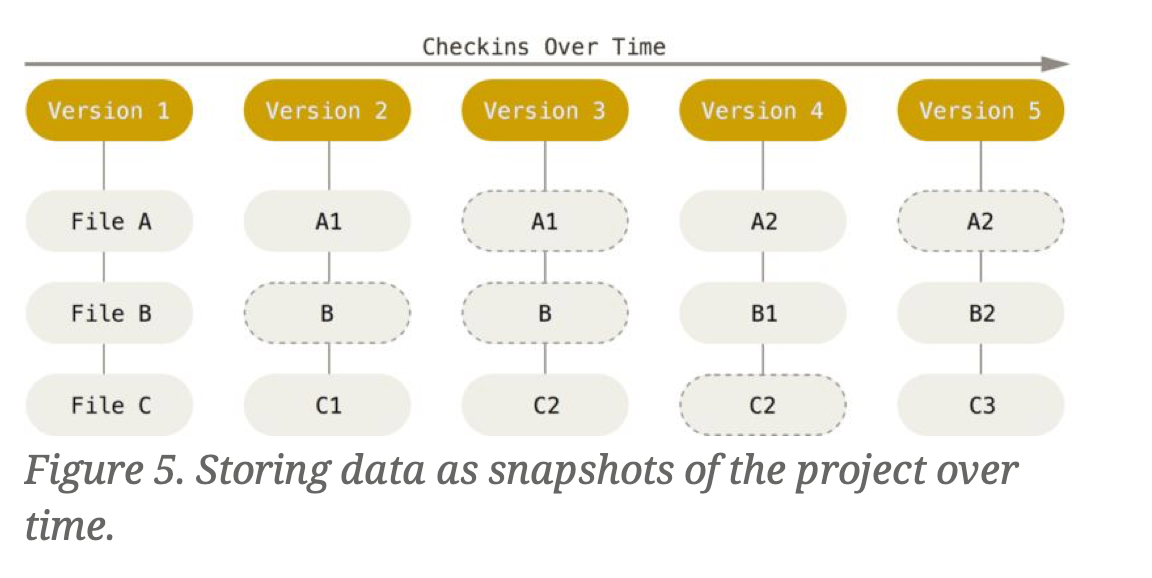 Checkins Over Time
Version 1 Version 2 Version 3 Version 4 Version 5
File A A1 A1 A2 A2
File B B B B1 B2
File C C1 C2 C2 C3
Figure 5. Storing data as snapshots of the project over
time.